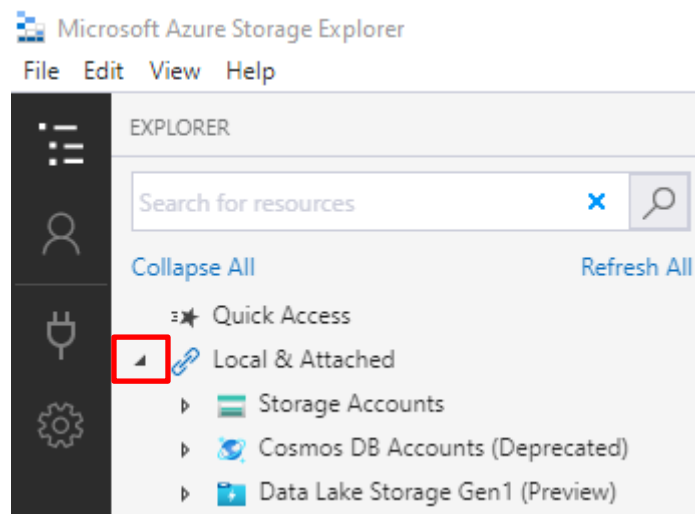 Microsoft Azure Storage Explorer
File Edit View Help
EXPLORER
Search for resources
Collapse All Refresh All
Quick Access
Local & Attached
Storage Accounts
Cosmos DB Accounts (Deprecated)
Data Lake Storage Gen1 (Preview)